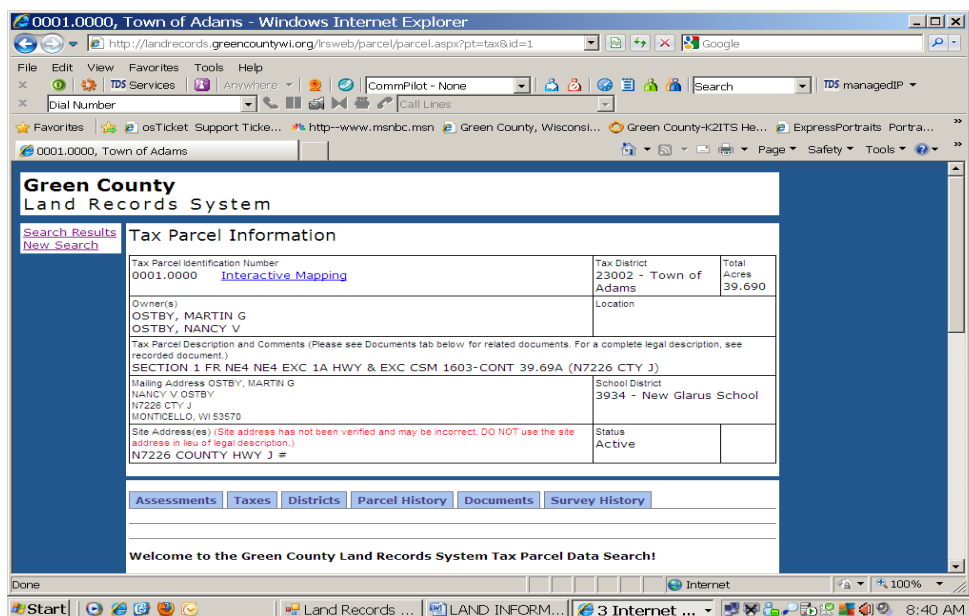 0001.0000, Town of Adams - Windows Internet Explorer
http://landrecords.greencountywi.org/lrsweb/parcel/parcel.aspx?pt=tax&id=1
Google
File Edit View Favorites Tools Help
TDS Services Anywhere CommPilot - None Search TDS managedIP
Dial Number Call Lines
Favorites osTicket Support Ticke... http--www.msnbc.msn Green County, Wisconsi... Green County-K2ITS He... ExpressPortraits Portra...
0001.0000, Town of Adams Page Safety Tools
Green County
Land Records System
Search Results
New Search
Tax Parcel Information
Tax Parcel Identification Number
0001.0000 Interactive Mapping
Tax District
23002 - Town of
Adams
Total
Acres
39.690
Owner(s)
OSTBY, MARTIN G
OSTBY, NANCY V
Location
Tax Parcel Description and Comments (Please see Documents tab below for related documents. For a complete legal description, see
recorded document.)
SECTION 1 FR NE4 NE4 EXC 1A HWY & EXC CSM 1603-CONT 39.69A (N7226 CTY J)
Mailing Address OSTBY, MARTIN G
NANCY V OSTBY
N7226 CTY J
MONTICELLO, WI 53570
School District
3934 - New Glarus School
Site Address(es) (Site address has not been verified and may be incorrect. DO NOT use the site
address in lieu of legal description.)
N7226 COUNTY HWY J #
Status
Active
Assessments Taxes Districts Parcel History Documents Survey History
Welcome to the Green County Land Records System Tax Parcel Data Search!
Done Internet 100%
Start Land Records ... LAND INFORM... 3 Internet ... 8:40 AM